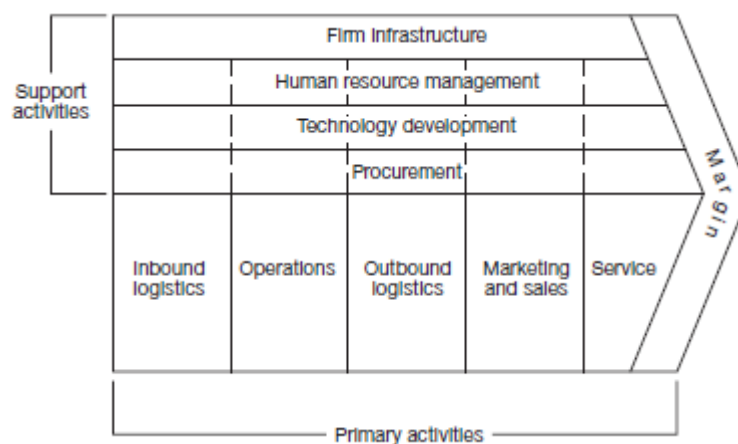 Firm Infrastructure
Human resource management
Support
activities
Technology development
Procurement
Margin
Inbound
logistics
Operations
Outbound
logistics
Marketing
and sales
Service
Primary activities